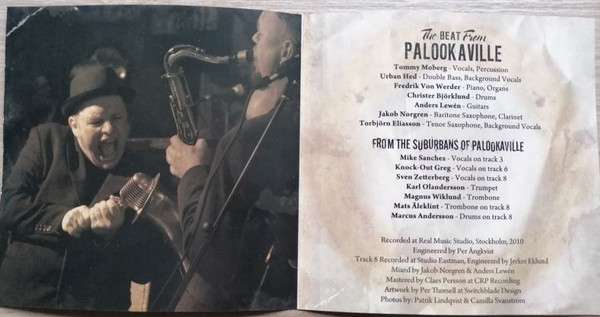 The BEAT From
PALOOKAVILLE
Tommy Moberg - Vocals, Percussion
Urban Hed - Double Bass, Background Vocals
Fredrik Von Werder - Piano, Organs
Christer Björklund - Drums
Anders Lewén - Guitars
Jakob Norgren - Baritone Saxophone, Clarinet
Torbjörn Eliasson - Tenor Saxophone, Background Vocals
FROM THE SUBURBANS OF PALOOKAVILLE
Mike Sanchez - Vocals on track 3
Knock-Out Greg - Vocals on track 6
Sven Zetterberg - Vocals on track 8
Karl Olandersson - Trumpet
Magnus Wiklund - Trombone
Mats Äleklint - Trombone on track 8
Marcus Andersson - Drums on track 8
Recorded at Real Music Studio, Stockholm, 2010
Engineered by Per Ängkvist
Track 8 Recorded at Studio Eastman, Engineered by Jerker Eklund
Mixed by Jakob Norgren & Anders Lewén
Mastered by Claes Persson at CRP Recording
Artwork by Per Thorsell at Switchblade Design
Photos by: Patrik Lindqvist & Camilla Svanström